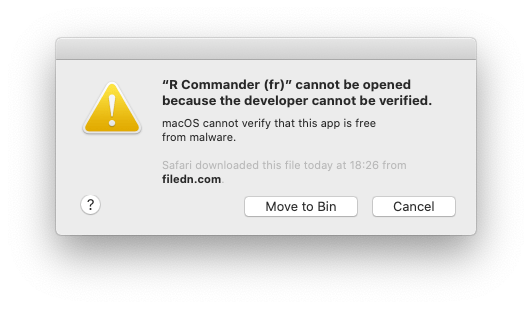 “R Commander (fr)” cannot be opened
because the developer cannot be verified.
macOS cannot verify that this app is free
from malware.
Safari downloaded this file today at 18:26 from
filedn.com.
?
Move to Bin
Cancel